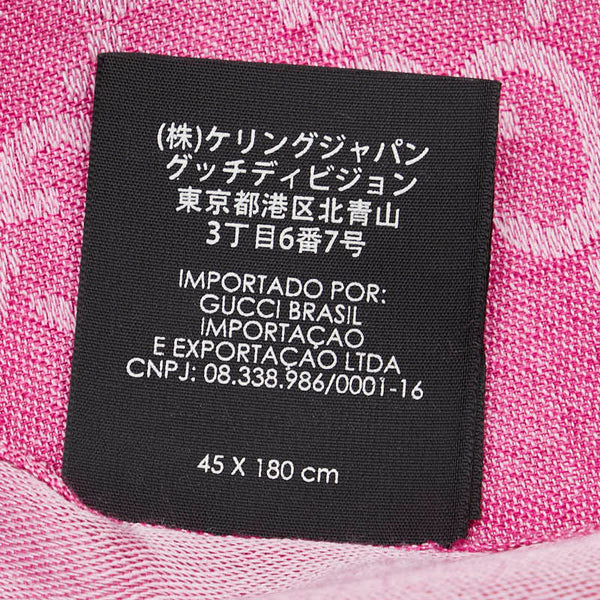 (株)ケリングジャパン
グッチディビジョン
東京都港区北青山
3丁目6番7号
IMPORTADO POR:
GUCCI BRASIL
IMPORTAÇAO
E EXPORTAÇAO LTDA
CNPJ: 08.338.986/0001-16
45 X 180 cm